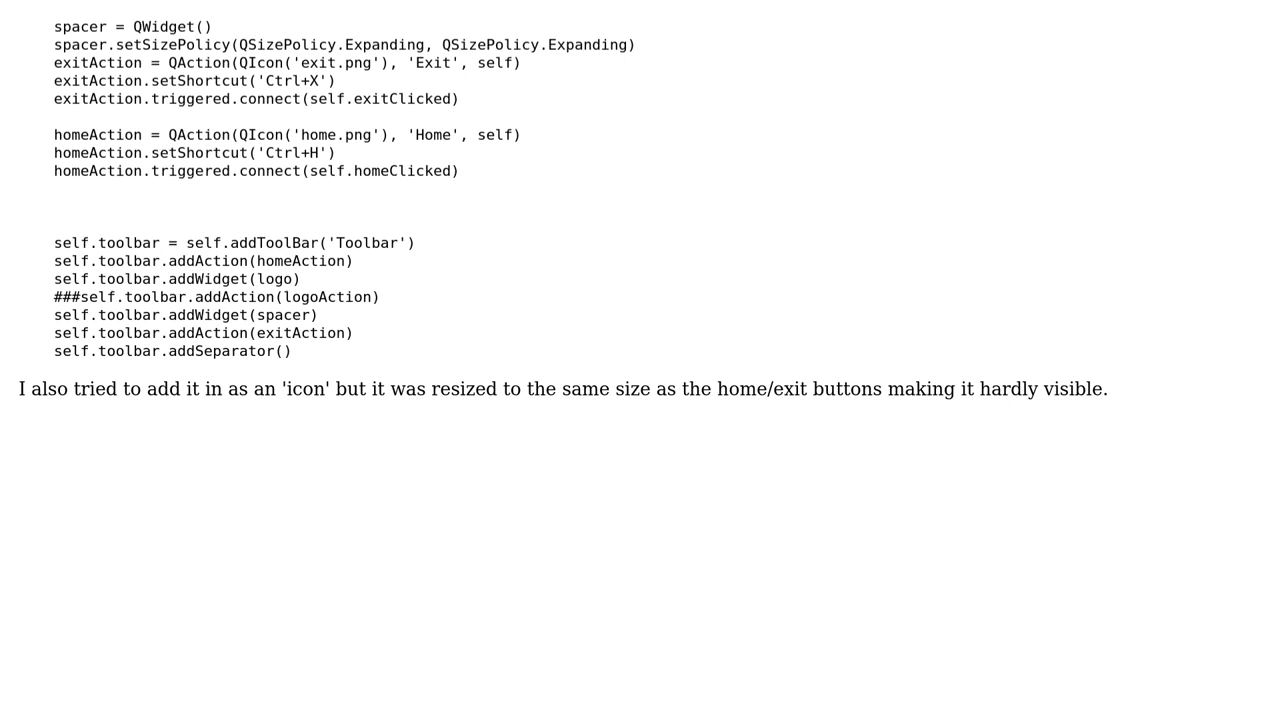 spacer = QWidget()
spacer.setSizePolicy(QSizePolicy.Expanding, QSizePolicy.Expanding)
exitAction = QAction(QIcon('exit.png'), 'Exit', self)
exitAction.setShortcut('Ctrl+X')
exitAction.triggered.connect(self.exitClicked)
homeAction = QAction(QIcon('home.png'), 'Home', self)
homeAction.setShortcut('Ctrl+H')
homeAction.triggered.connect(self.homeClicked)
self.toolbar = self.addToolBar('Toolbar')
self.toolbar.addAction(homeAction)
self.toolbar.addWidget(logo)
###self.toolbar.addAction(logoAction)
self.toolbar.addWidget(spacer)
self.toolbar.addAction(exitAction)
self.toolbar.addSeparator()
I also tried to add it in as an 'icon' but it was resized to the same size as the home/exit buttons making it hardly visible.